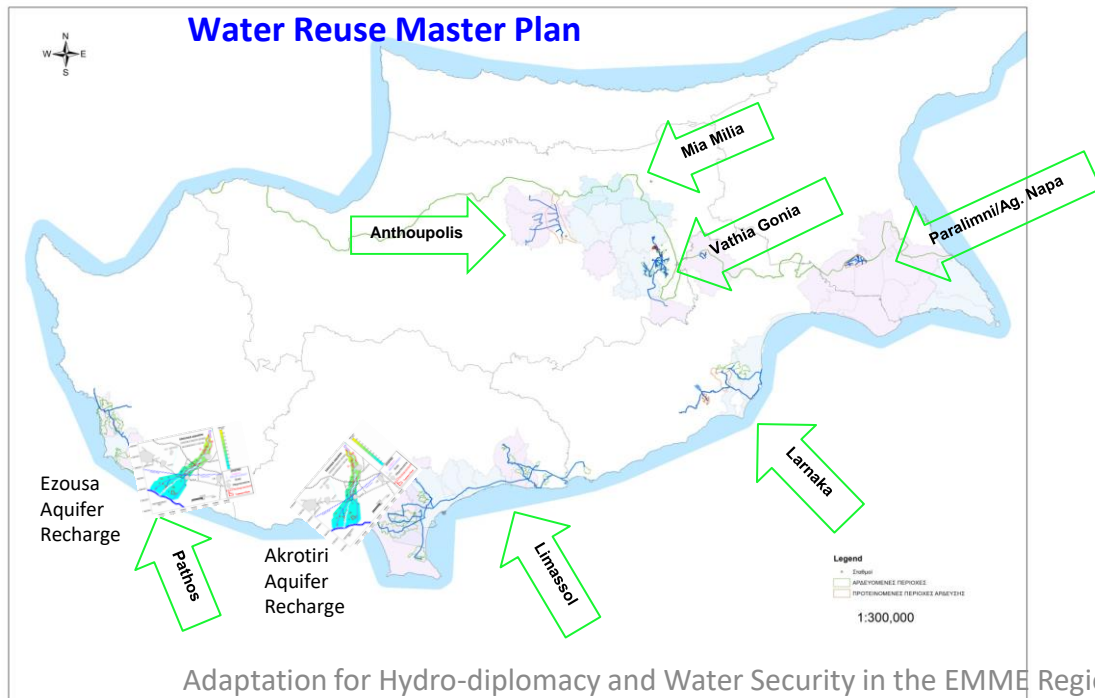 Water Reuse Master Plan
N
W E
S
Mia Milia
Anthoupolis
Vathia Gonia
Paralimni/Ag. Napa
Ezousa
Aquifer
Recharge
Pathos
Akrotiri
Aquifer
Recharge
Limassol
Larnaka
Legend
Σταθμοί
ΑΡΔΕΥΟΜΕΝΕΣ ΠΕΡΙΟΧΕΣ
ΠΡΟΤΕΙΝΟΜΕΝΕΣ ΠΕΡΙΟΧΕΣ ΑΡΔΕΥΣΗΣ
1:300,000
Adaptation for Hydro-diplomacy and Water Security in the EMME Regi